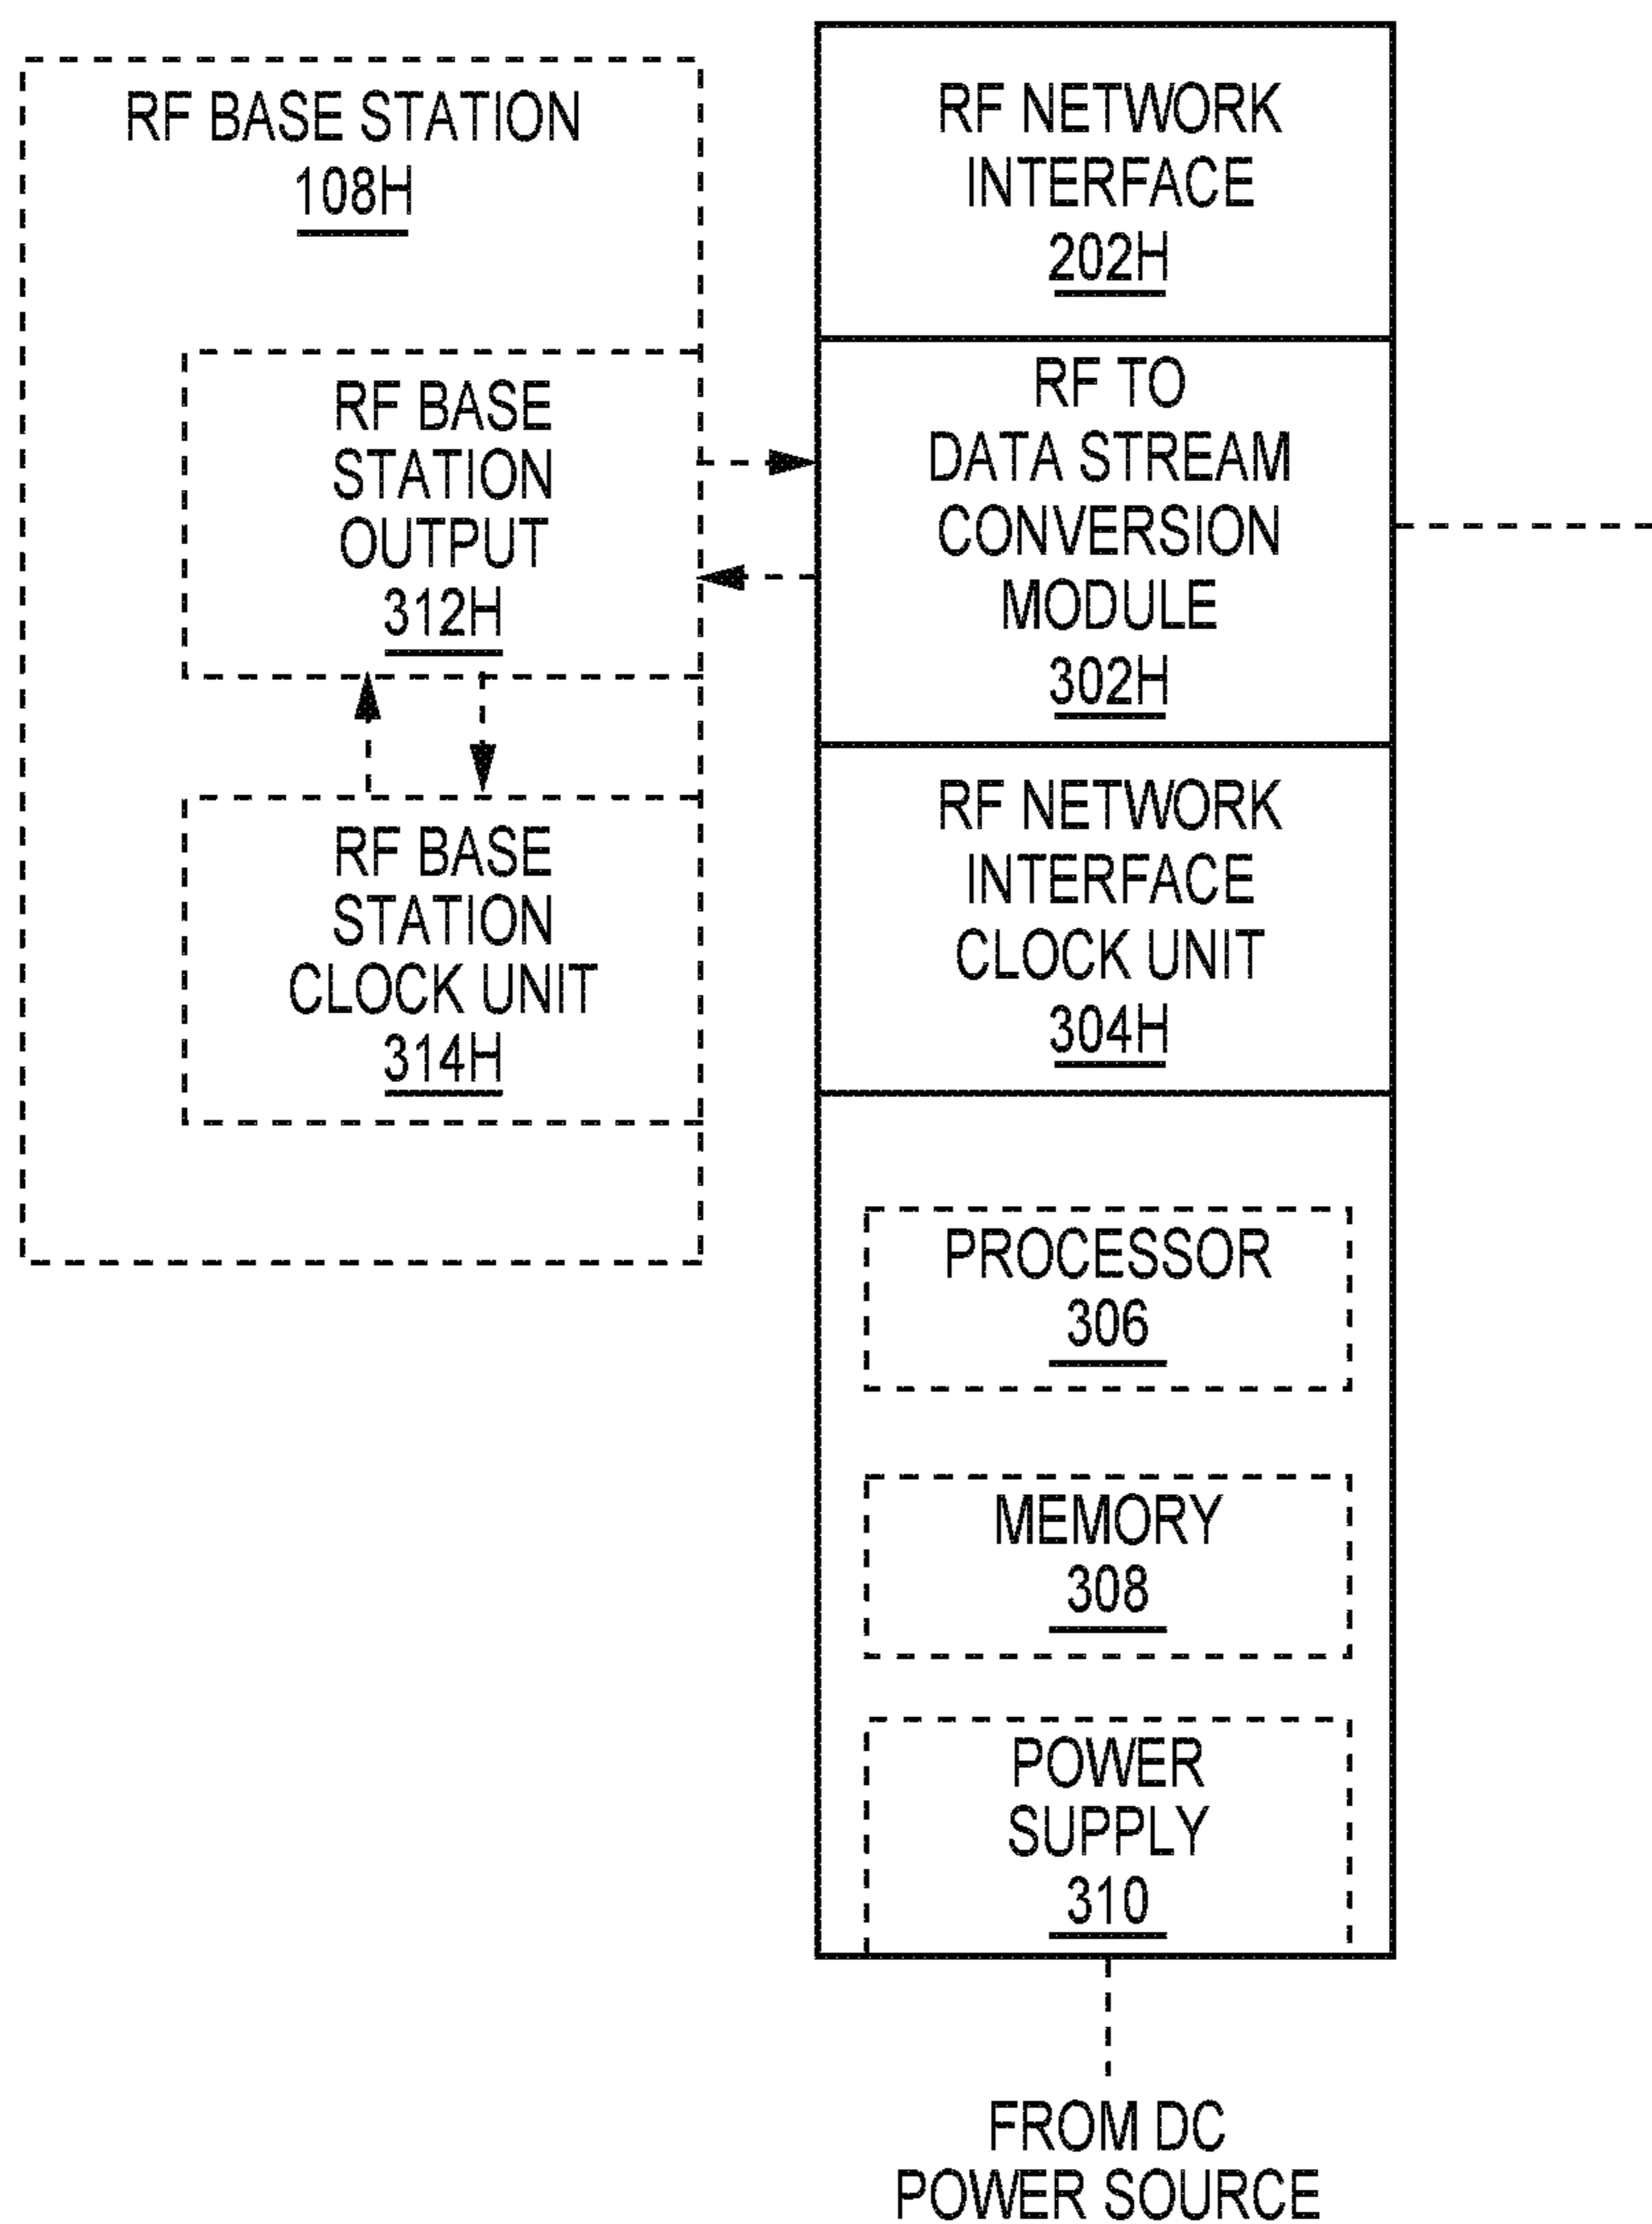 RF BASE STATION
108H
RF BASE
STATION
OUTPUT
312H
RF BASE
STATION
CLOCK UNIT
314H
RF NETWORK
INTERFACE
202H
RF TO
DATA STREAM
CONVERSION
MODULE
302H
RF NETWORK
INTERFACE
CLOCK UNIT
304H
PROCESSOR
306
MEMORY
308
POWER
SUPPLY
310
FROM DC
POWER SOURCE